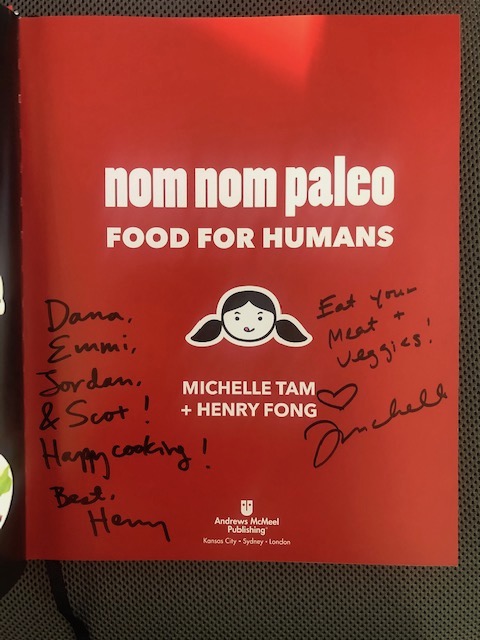 nom nom paleo
FOOD FOR HUMANS
MICHELLE TAM
+ HENRY FONG
Dana,
Emmi,
Jordan,
& Scot!
Happy cooking!
Best,
Henry
Eat your
Meat +
veggies!
Michelle
Andrews McMeel
Publishing®
Kansas City • Sydney • London